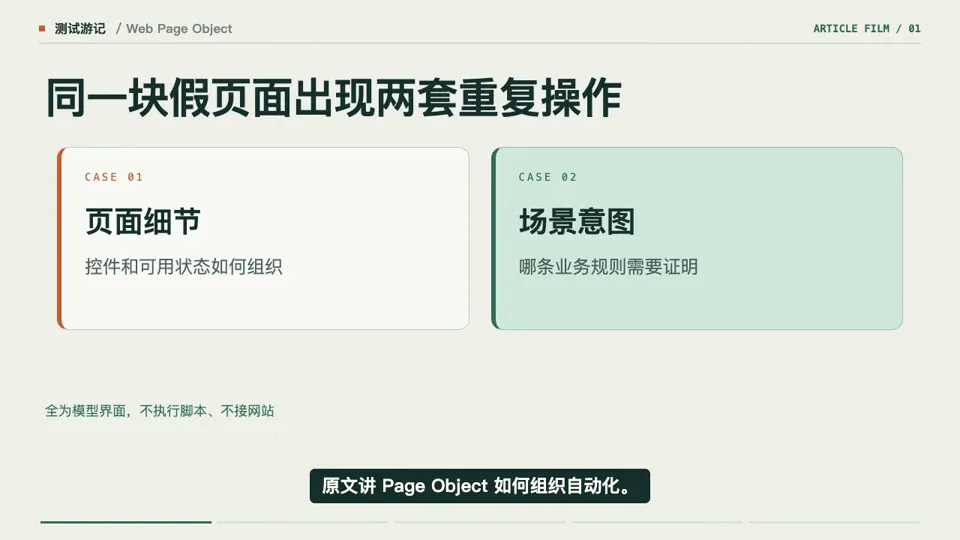 测试游记 / Web Page Object
ARTICLE FILM / 01
同一块假页面出现两套重复操作
CASE 01
页面细节
控件和可用状态如何组织
CASE 02
场景意图
哪条业务规则需要证明
全为模型界面，不执行脚本、不接网站
原文讲 Page Object 如何组织自动化。